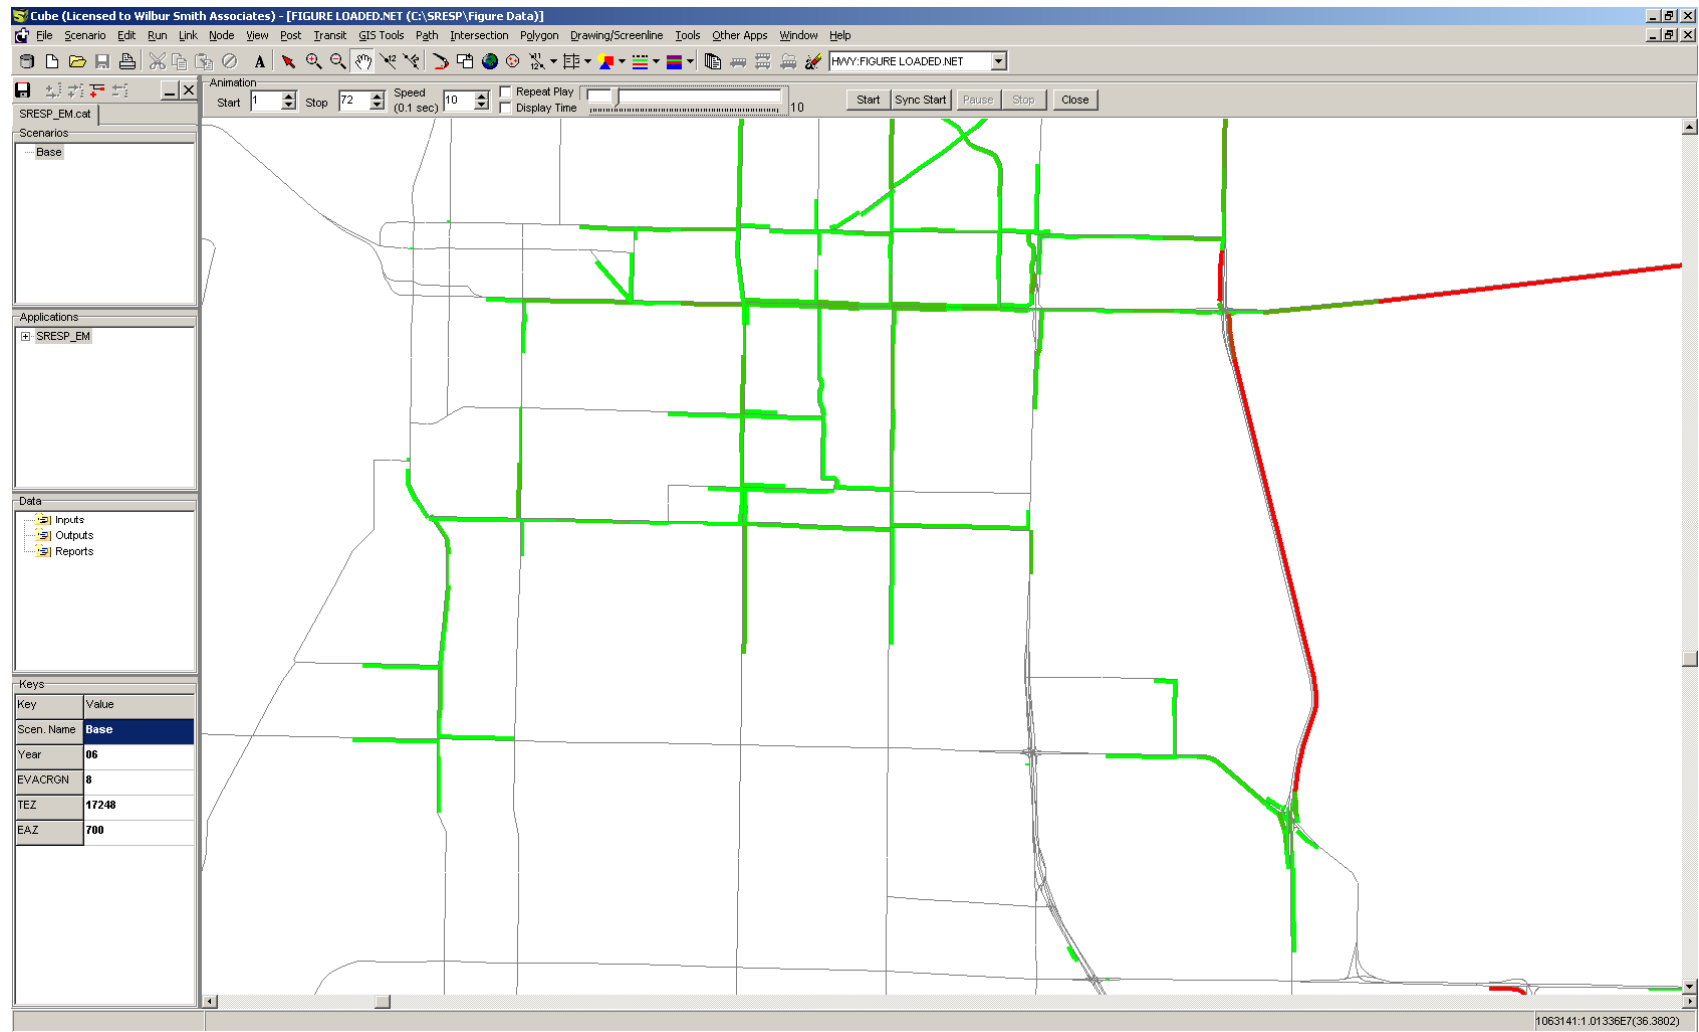 Cube (Licensed to Wilbur Smith Associates) - [FIGURE LOADED.NET (C:\SRESP\Figure Data)]
File Scenario Edit Run Link Node View Post Transit GIS Tools Path Intersection Polygon Drawing/Screenline Tools Other Apps Window Help
A HWY:FIGURE LOADED.NET
Animation
Start 1 Stop 72 Speed (0.1 sec) 10 Repeat Play Display Time 10 Start Sync Start Pause Stop Close
SRESP_EM.cat
Scenarios
Base
Applications
SRESP_EM
Data
Inputs
Outputs
Reports
Keys
Key Value
Scen. Name Base
Year 06
EVACRGN 8
TEZ 17248
EAZ 700
1063141:1.01336E7(36.3802)